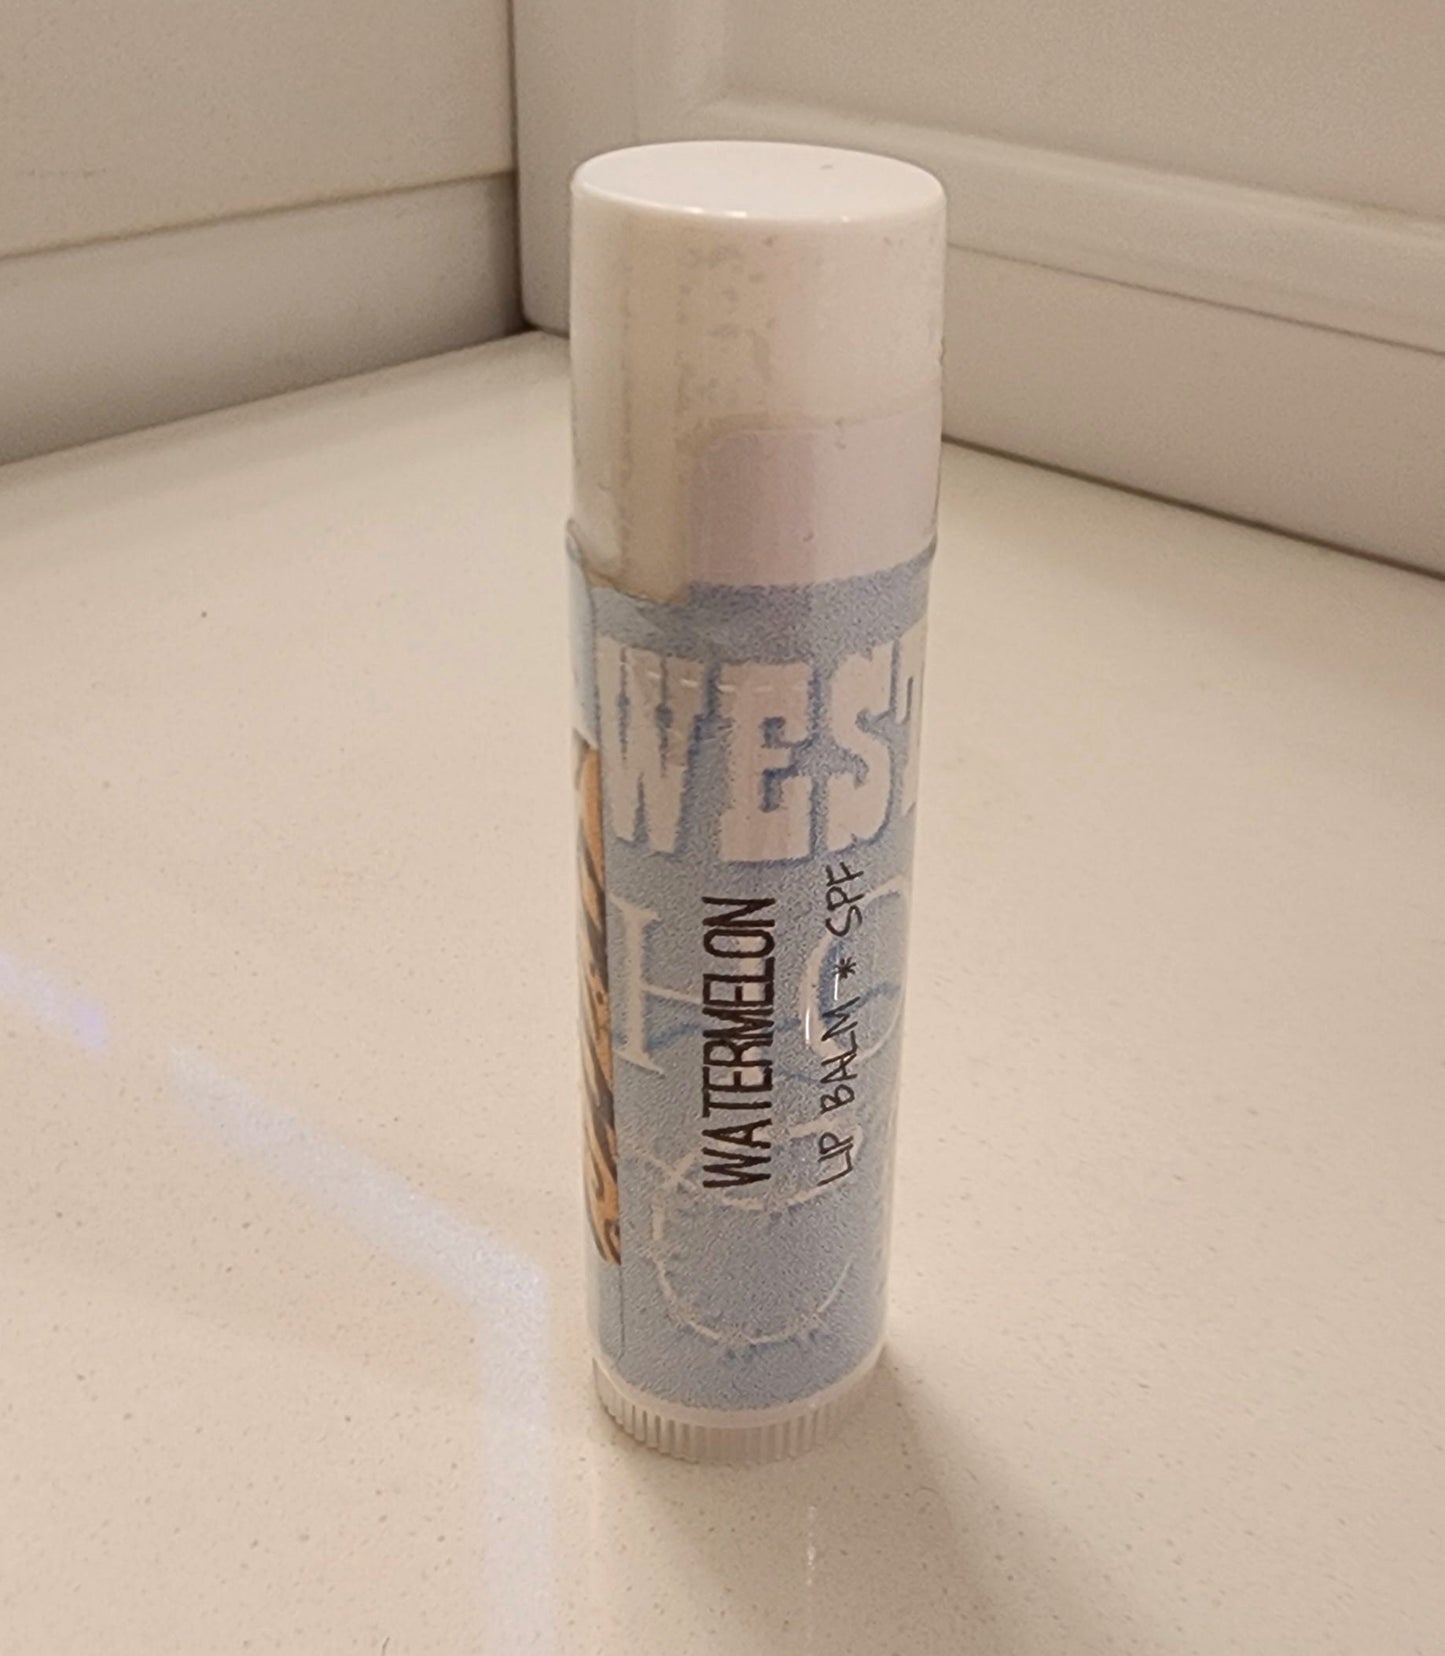 WEST
WATERMELON
LIP BALM * SPF